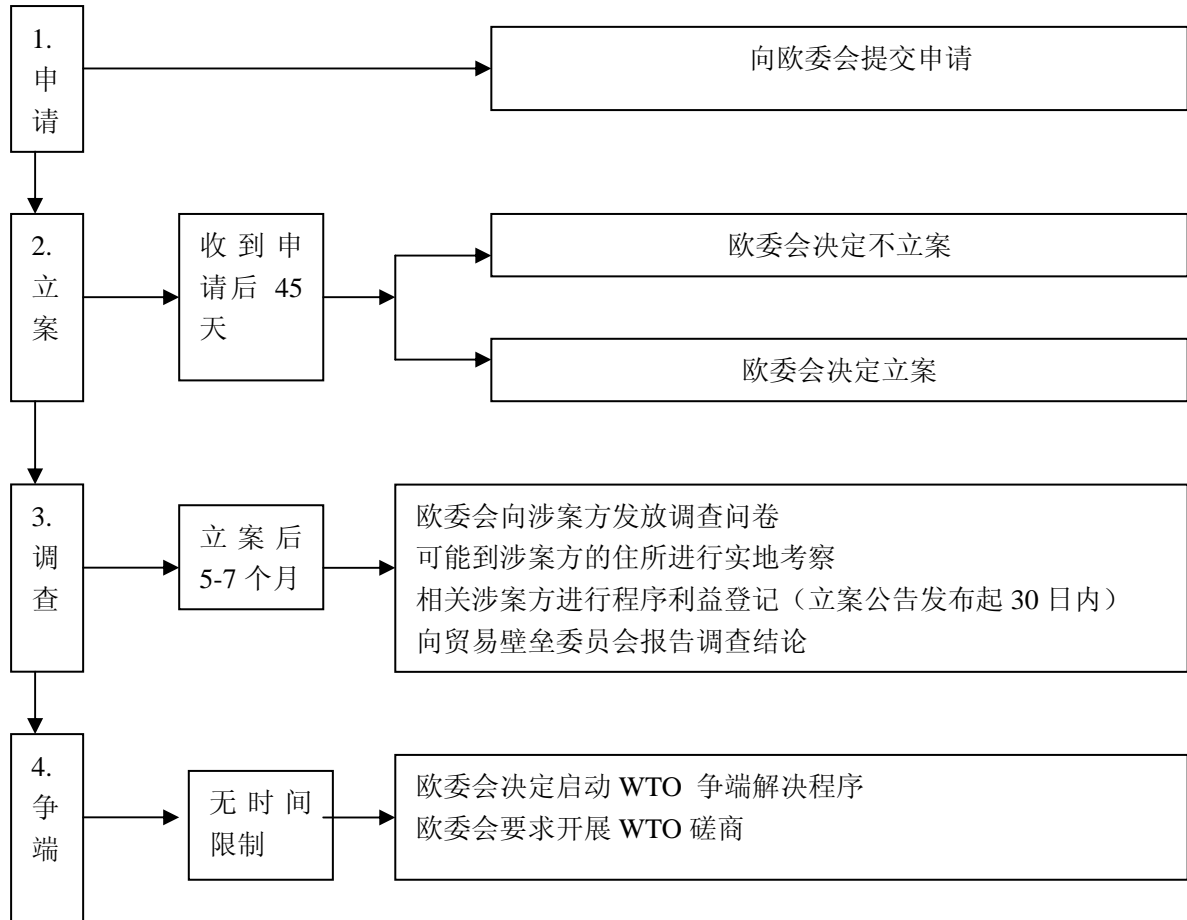 1.
申
请
向欧委会提交申请
2.
立
案
收到申
请后 45
天
欧委会决定不立案
欧委会决定立案
3.
调
查
立案后
5-7 个月
欧委会向涉案方发放调查问卷
可能到涉案方的住所进行实地考察
相关涉案方进行程序利益登记（立案公告发布起 30 日内）
向贸易壁垒委员会报告调查结论
4.
争
端
无时间
限制
欧委会决定启动 WTO 争端解决程序
欧委会要求开展 WTO 磋商